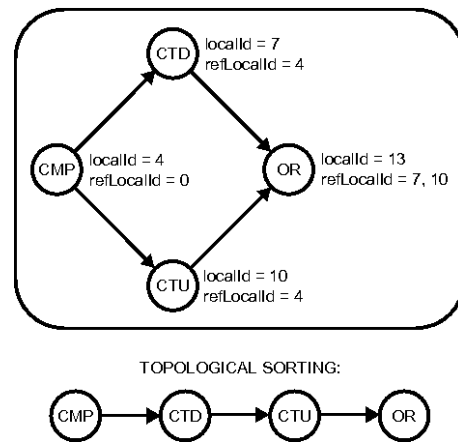 CTD
localId = 7
refLocalId = 4
CMP
localId = 4
refLocalId = 0
OR
localId = 13
refLocalId = 7, 10
CTU
localId = 10
refLocalId = 4
TOPOLOGICAL SORTING:
CMP
CTD
CTU
OR